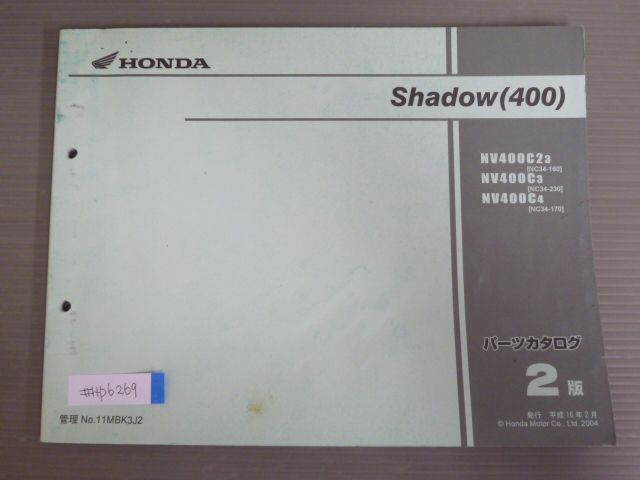 HONDA
Shadow(400)
NV400C23
[NC34-160]
NV400C3
[NC34-230]
NV400C4
[NC34-170]
パーツカタログ
2版
発行 平成16年2月
© Honda Motor Co., Ltd. 2004
##p6269
管理 No.11MBK3J2